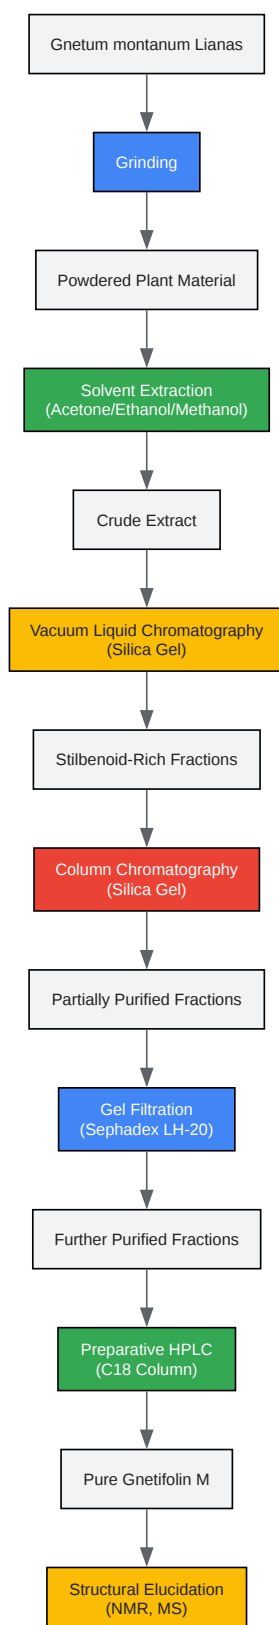 Gnetum montanum Lianas
Grinding
Powdered Plant Material
Solvent Extraction
(Acetone/Ethanol/Methanol)
Crude Extract
Vacuum Liquid Chromatography
(Silica Gel)
Stilbenoid-Rich Fractions
Column Chromatography
(Silica Gel)
Partially Purified Fractions
Gel Filtration
(Sephadex LH-20)
Further Purified Fractions
Preparative HPLC
(C18 Column)
Pure Gnetifolin M
Structural Elucidation
(NMR, MS)